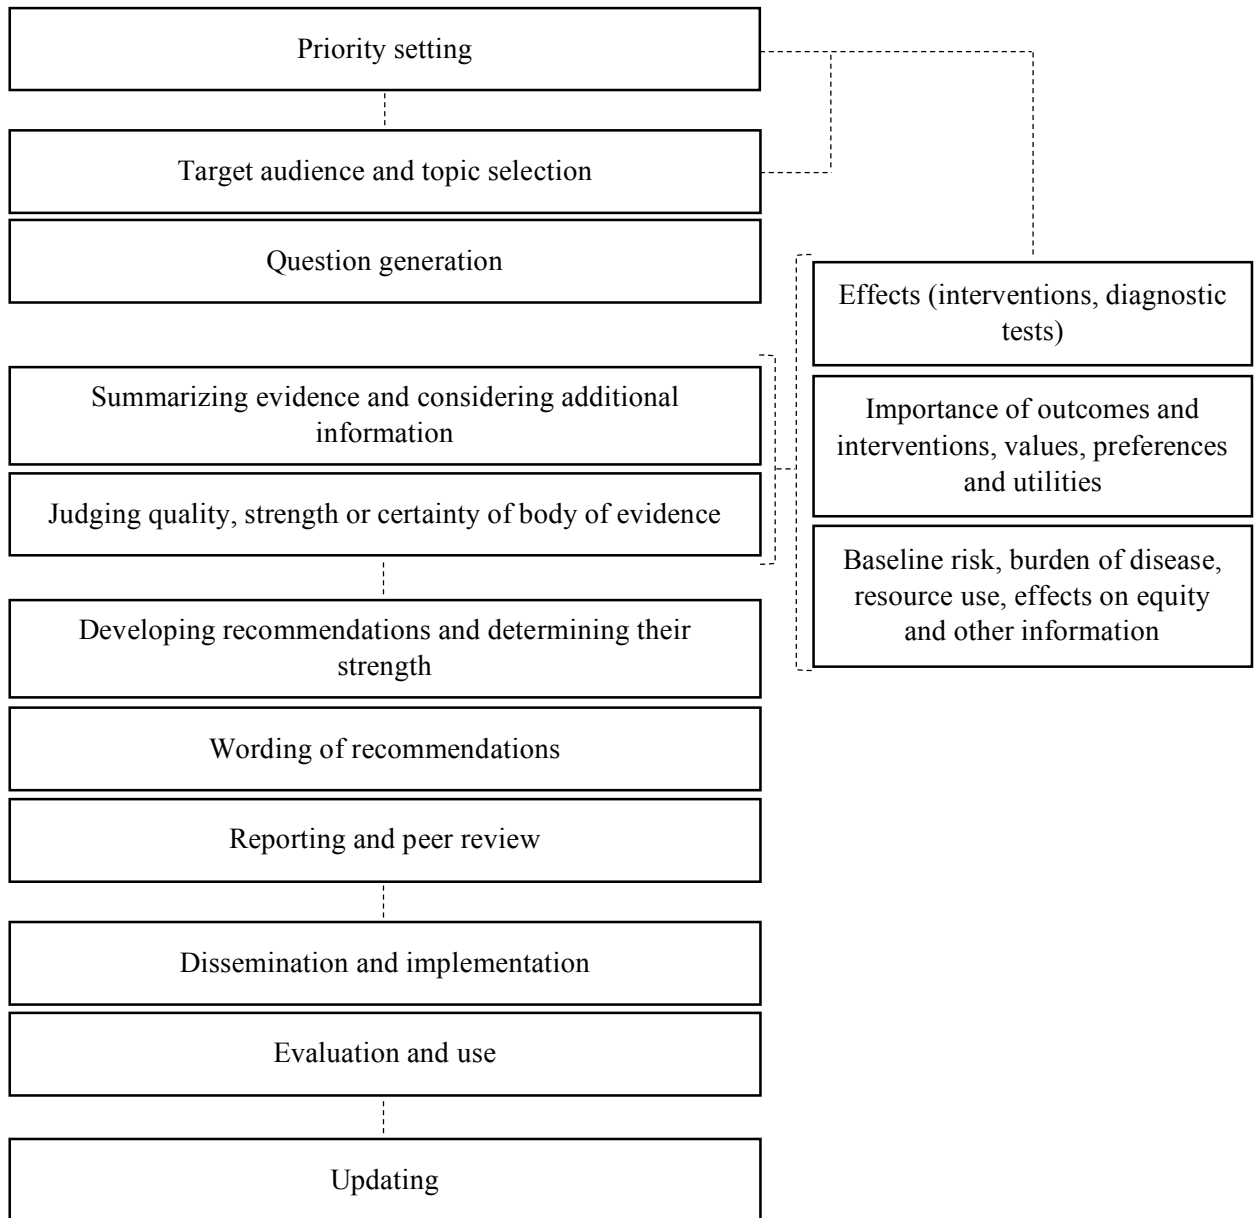 Priority setting
Target audience and topic selection
Question generation
Summarizing evidence and considering additional
information
Judging quality, strength or certainty of body of evidence
Developing recommendations and determining their
strength
Wording of recommendations
Reporting and peer review
Dissemination and implementation
Evaluation and use
Updating
Effects (interventions, diagnostic
tests)
Importance of outcomes and
interventions, values, preferences
and utilities
Baseline risk, burden of disease,
resource use, effects on equity
and other information